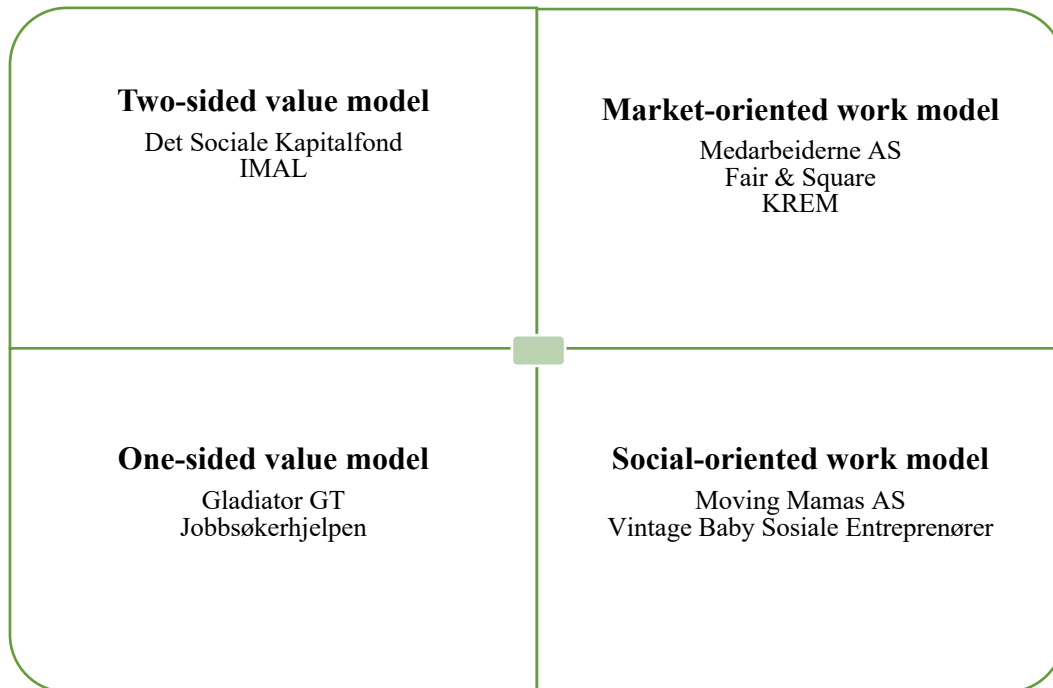 Two-sided value model
Det Sociale Kapitalfond
IMAL
Market-oriented work model
Medarbeiderne AS
Fair & Square
KREM
One-sided value model
Gladiator GT
Jobbsøkerhjelpen
Social-oriented work model
Moving Mamas AS
Vintage Baby Sosiale Entreprenører